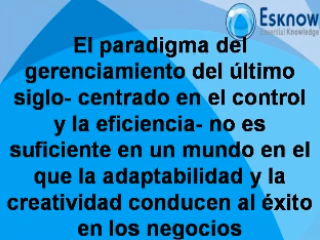 Esknow
Essential Knowledge
El paradigma del
gerenciamiento del último
siglo- centrado en el control
y la eficiencia- no es
suficiente en un mundo en el
que la adaptabilidad y la
creatividad conducen al éxito
en los negocios